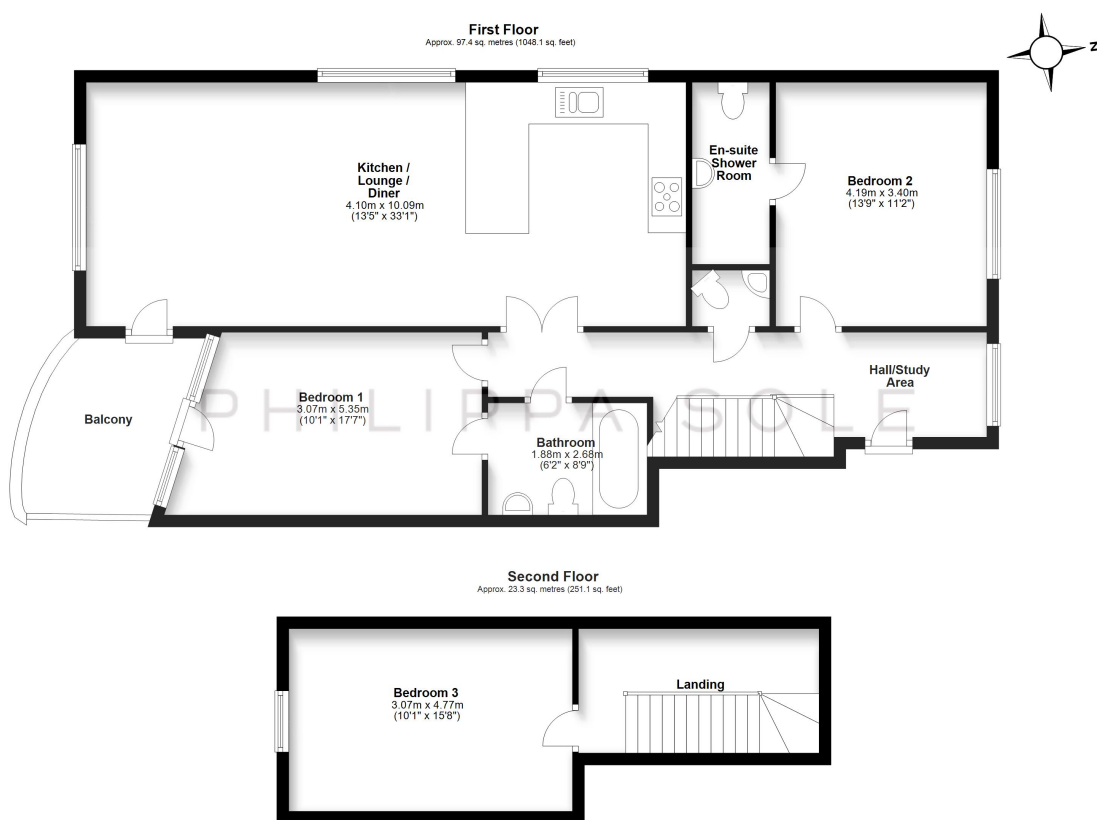 First Floor
Approx. 97.4 sq. metres (1048.1 sq. feet)
N
Kitchen /
Lounge /
Diner
4.10m x 10.09m
(13'5" x 33'1")
En-suite
Shower
Room
Bedroom 2
4.19m x 3.40m
(13'9" x 11'2")
Hall/Study
Area
Bedroom 1
3.07m x 5.35m
(10'1" x 17'7")
Balcony
PHILIPPA SOLE
Bathroom
1.88m x 2.68m
(6'2" x 8'9")
Second Floor
Approx. 23.3 sq. metres (251.1 sq. feet)
Bedroom 3
3.07m x 4.77m
(10'1" x 15'8")
Landing